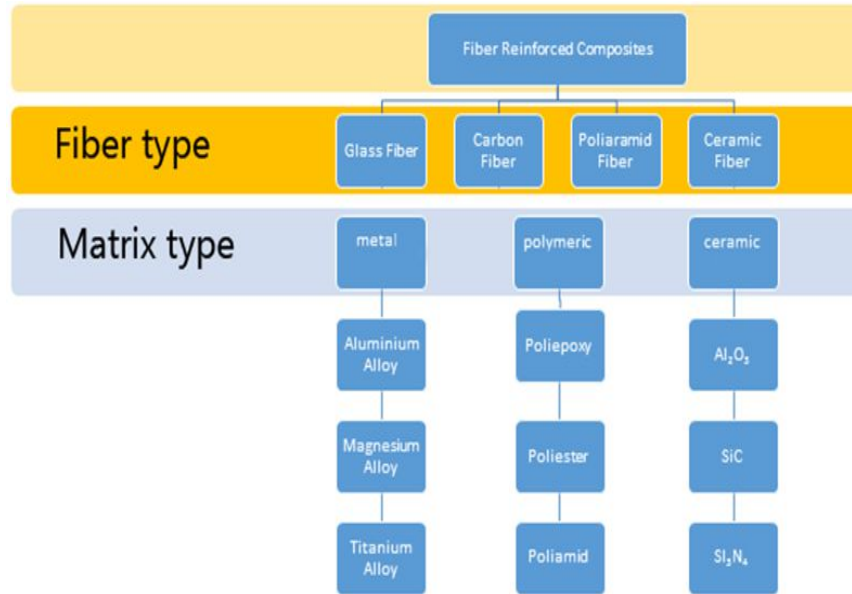 Fiber Reinforced Composites
Fiber type
Glass Fiber
Carbon
Fiber
Poliaramid
Fiber
Ceramic
Fiber
Matrix type
metal
polymeric
ceramic
Aluminium
Alloy
Poliepoxy
Al₂O₃
Magnesium
Alloy
Poliester
SiC
Titanium
Alloy
Poliamid
SI₃N₄